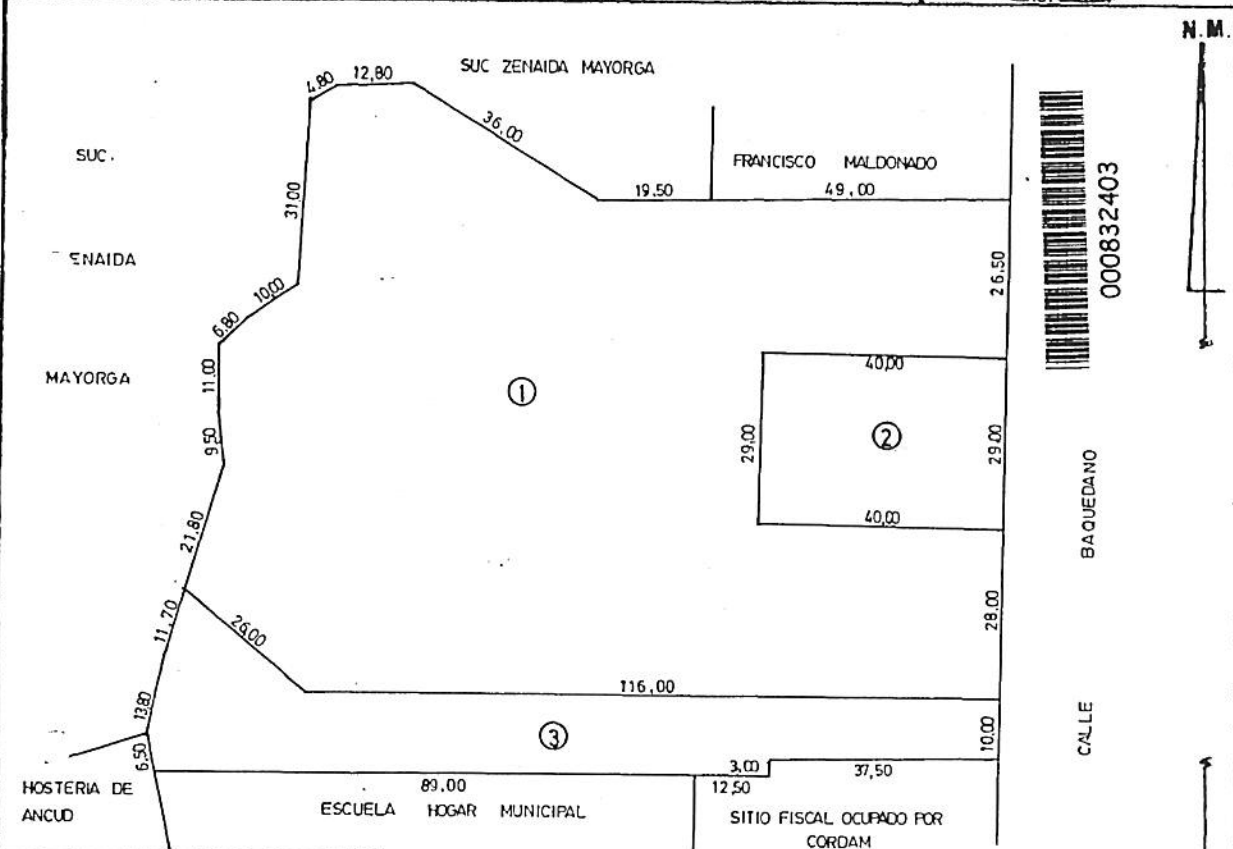 N.M.
SUC ZENAIDA MAYORGA
4.80
12,80
36,00
SUC.
ENAIDA
MAYORGA
FRANCISCO MALDONADO
19.50
49,00
31.00
26.50
000832403
10,00
6.80
11.00
9.50
40,00
1
2
29,00
29,00
40,00
21.80
BAQUEDANO
28.00
11,70
26,00
116,00
13.80
3
10.00
CALLE
6,50
89.00
3,00
12,50
37,50
HOSTERIA DE
ANCUD
ESCUELA HOGAR MUNICIPAL
SITIO FISCAL OCUPADO POR
CORDAM